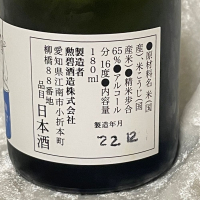 ●原材料名 米(国
産)、米こうじ(国
産)●精米歩合
65%●アルコール
分16度●内容量
180ml
製造者
勲碧酒造株式会社
愛知県江南市小折本町
柳橋88番地
品目 日本酒
製造年月
22.12